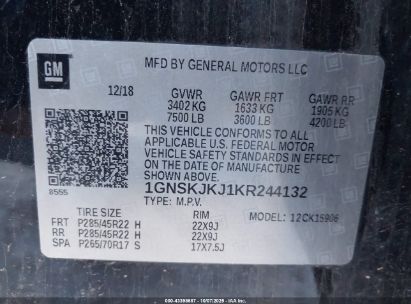 GM
MFD BY GENERAL MOTORS LLC
12/18 GVWR GAWR FRT GAWR RR
3402 KG 1633 KG 1905 KG
7500 LB 3600 LB 4200 LB
THIS VEHICLE CONFORMS TO ALL
APPLICABLE U.S. FEDERAL MOTOR
VEHICLE SAFETY AND THEFT PREVENTION
STANDARDS IN EFFECT ON THE DATE OF
MANUFACTURE SHOWN ABOVE.
1GNSKJKJ1KR244132
8555 TYPE: M.P.V. MODEL: 12CK15906
TIRE SIZE RIM
FRT P285/45R22 H 22X9J
RR P285/45R22 H 22X9J
SPA P265/70R17 S 17X7.5J